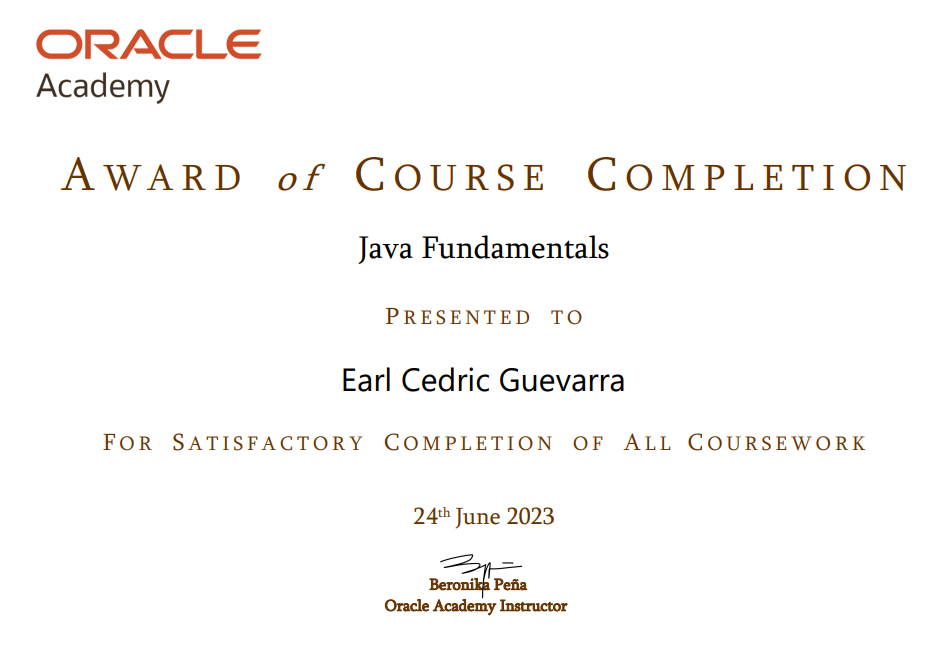 ORACLE
Academy
AWARD of COURSE COMPLETION
Java Fundamentals
PRESENTED TO
Earl Cedric Guevarra
FOR SATISFACTORY COMPLETION OF ALL COURSEWORK
24th June 2023
Beronika Peña
Oracle Academy Instructor